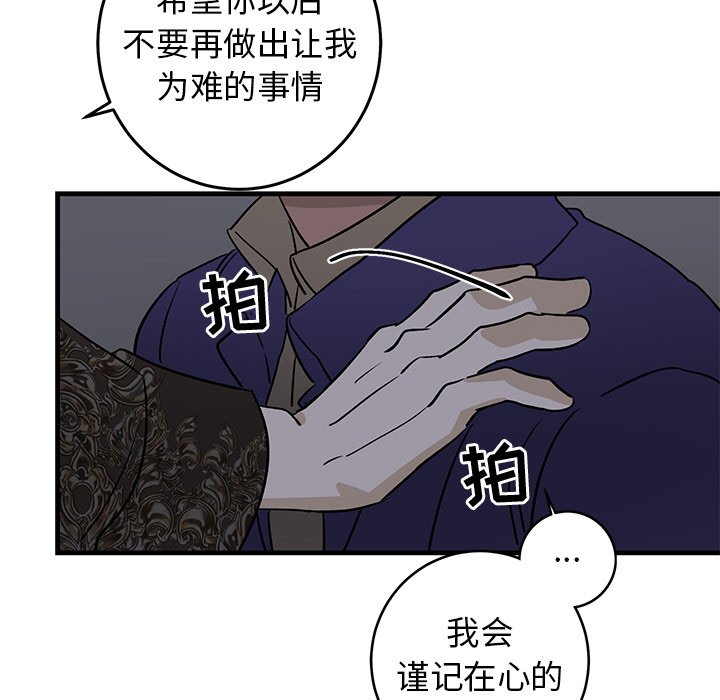 希望你以后
不要再做出让我
为难的事情
拍
拍
…
我会
谨记在心的